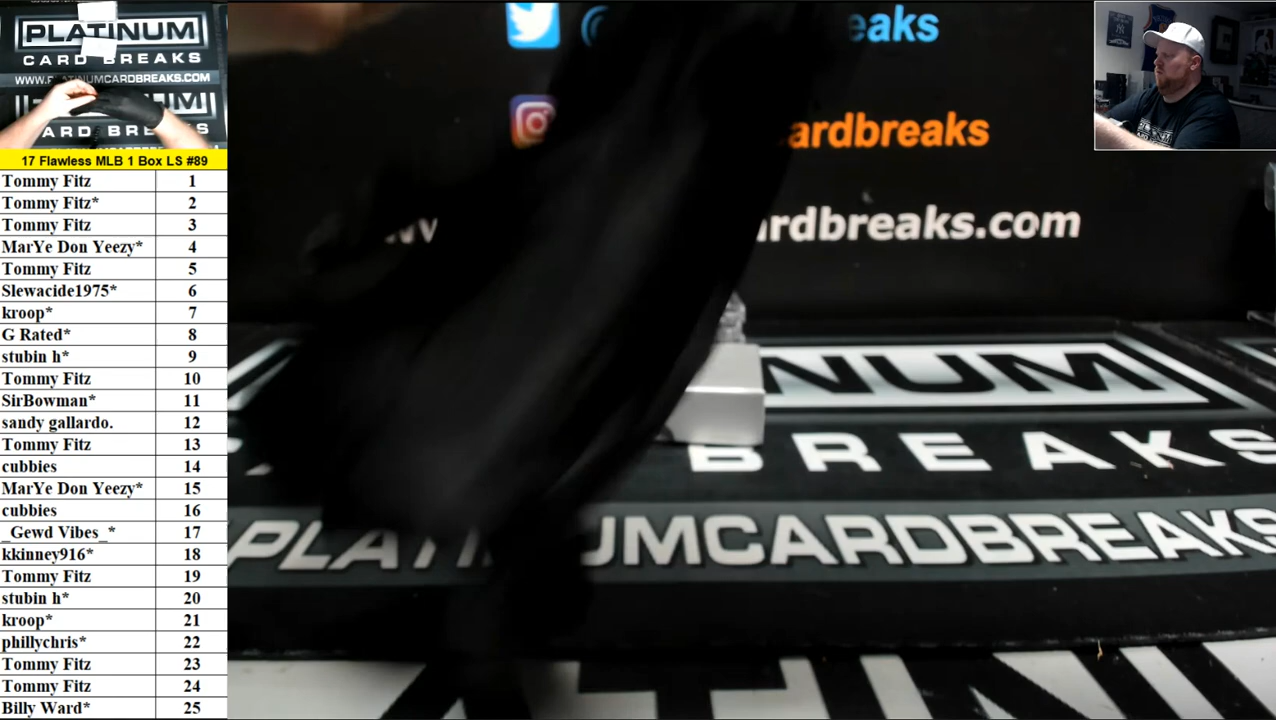 PLATINUM
CARD BREAKS
WWW.PLATINUMCARDBREAKS.COM
ARD BRE S
17 Flawless MLB 1 Box LS #89
Tommy Fitz 1
Tommy Fitz* 2
Tommy Fitz 3
MarYe Don Yeezy* 4
Tommy Fitz 5
Slewacide1975* 6
kroop* 7
G Rated* 8
stubin h* 9
Tommy Fitz 10
SirBowman* 11
sandy gallardo. 12
Tommy Fitz 13
cubbies 14
MarYe Don Yeezy* 15
cubbies 16
_Gewd Vibes_* 17
kkinney916* 18
Tommy Fitz 19
stubin h* 20
kroop* 21
phillychris* 22
Tommy Fitz 23
Tommy Fitz 24
Billy Ward* 25
eaks
ardbreaks
ardbreaks.com
NUM
BREAKS
PLATINUMCARDBREAKS